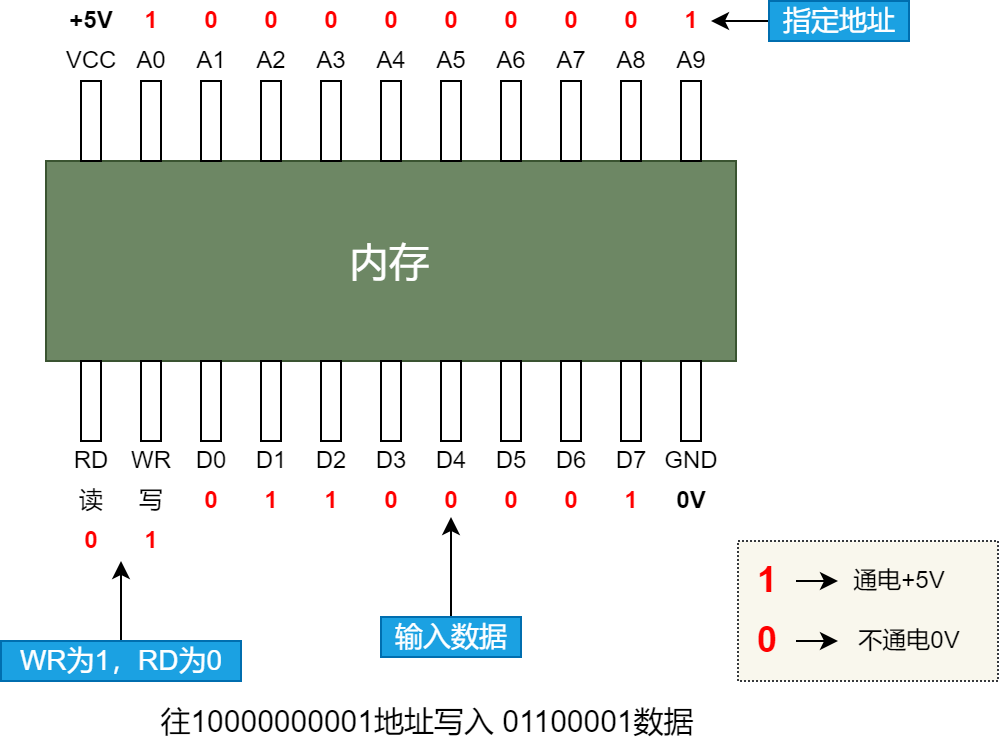 +5V 1 0 0 0 0 0 0 0 0 1 指定地址
VCC A0 A1 A2 A3 A4 A5 A6 A7 A8 A9
内存
RD WR D0 D1 D2 D3 D4 D5 D6 D7 GND
读 写 0 1 1 0 0 0 0 1 0V
0 1
1 通电+5V
输入数据
0 不通电0V
WR为1，RD为0
往10000000001地址写入 01100001数据